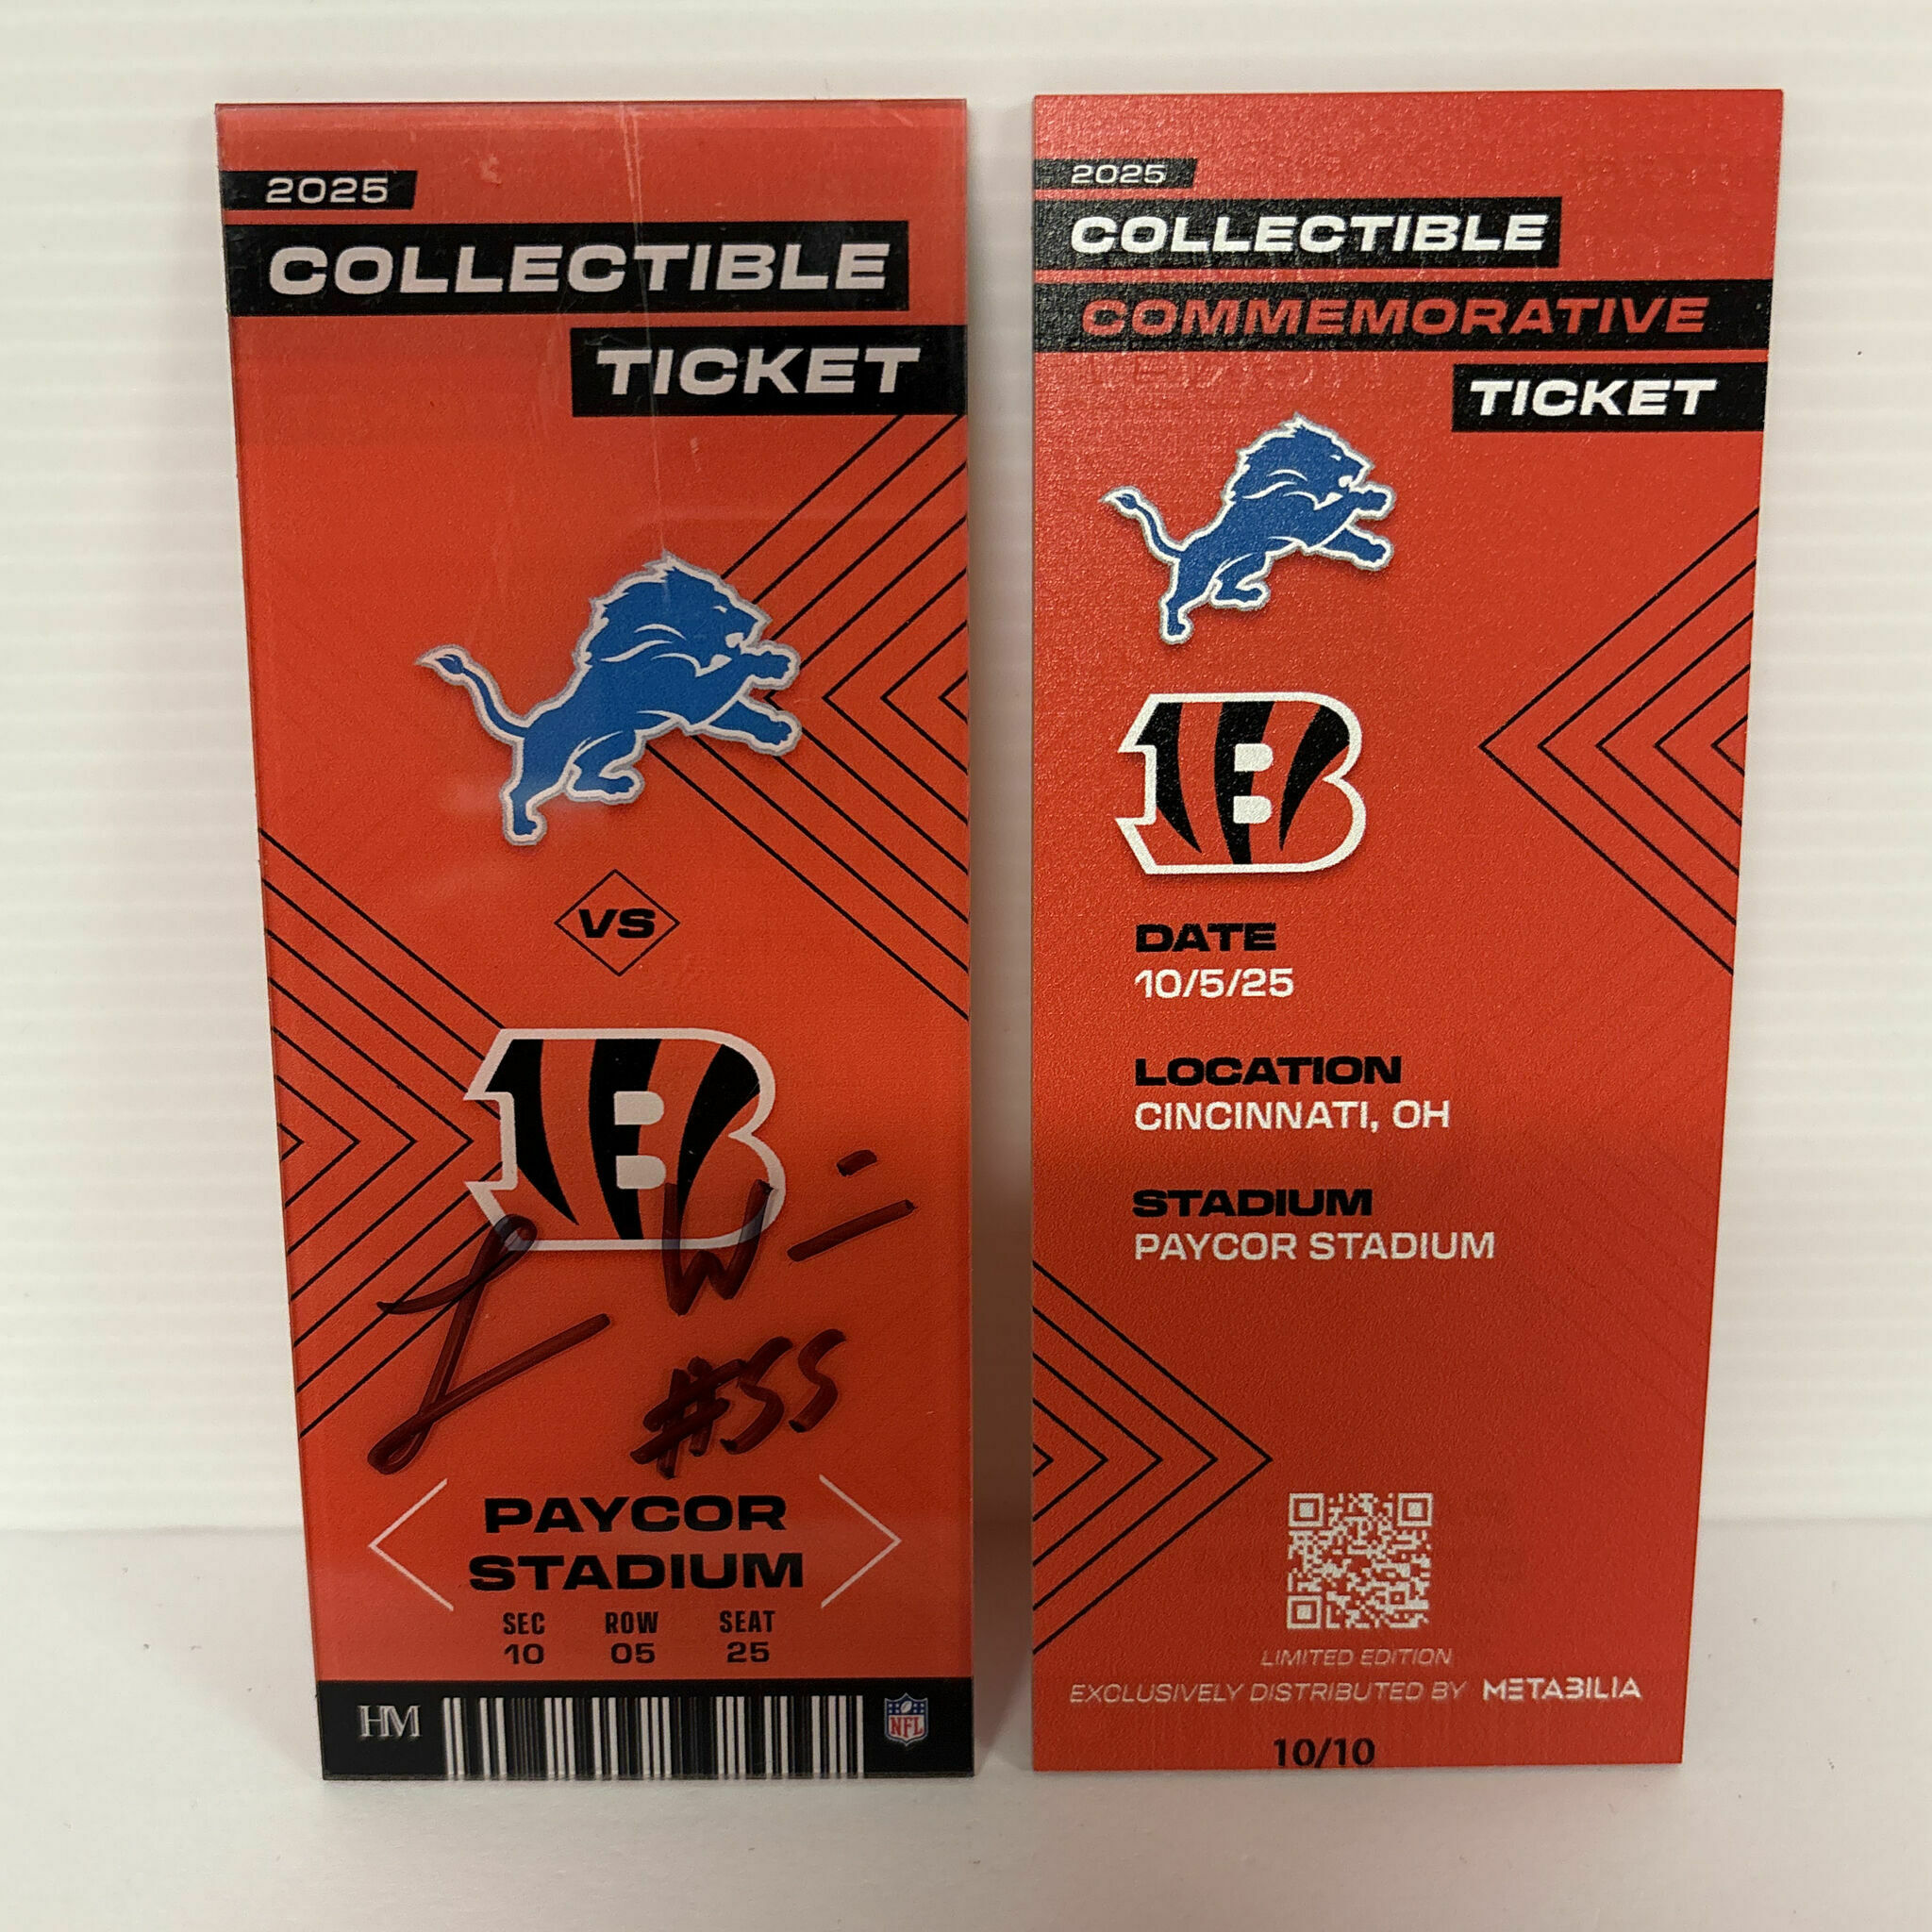 2025
COLLECTIBLE
TICKET
VS
#55
PAYCOR
STADIUM
SEC ROW SEAT
10 05 25
HM NFL
2025
COLLECTIBLE
COMMEMORATIVE
TICKET
B
DATE
10/5/25
LOCATION
CINCINNATI, OH
STADIUM
PAYCOR STADIUM
LIMITED EDITION
EXCLUSIVELY DISTRIBUTED BY METABILIA
10/10